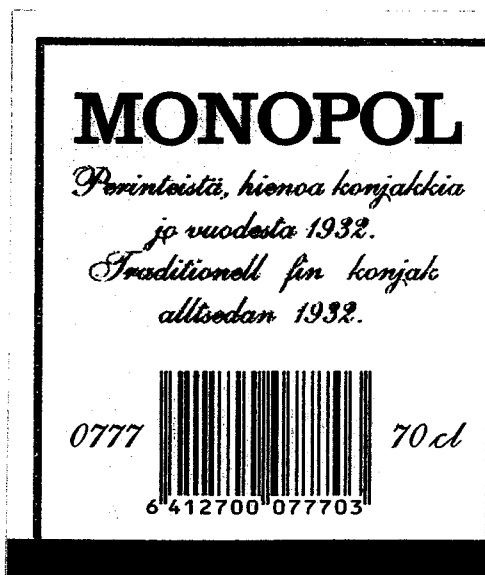 MONOPOL
Perinteistä, hienoa konjakkia
jo vuodesta 1932.
Traditionell fin konjak
alltsedan 1932.
0777
70 cl
6 412700 077703